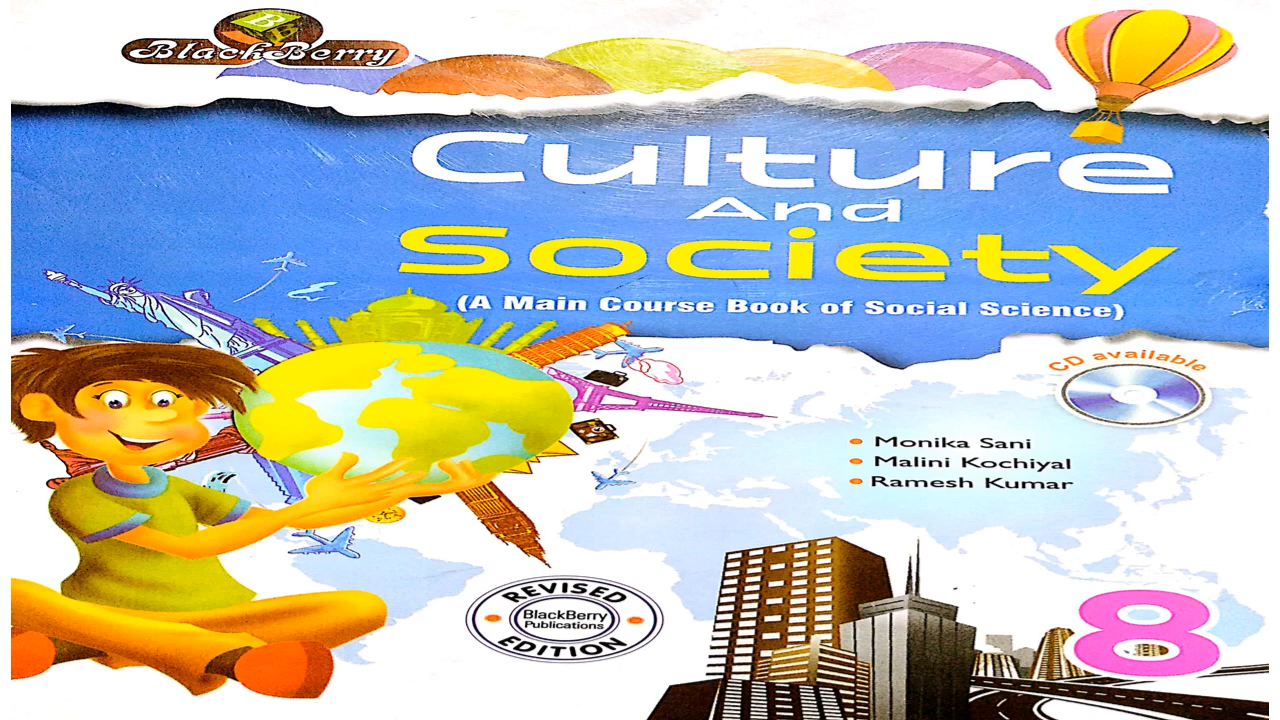 BB
BlackBerry
Culture
And
Society
(A Main Course Book of Social Science)
CD available
• Monika Sani
• Malini Kochiyal
• Ramesh Kumar
REVISED
BlackBerry
Publications
EDITION
8